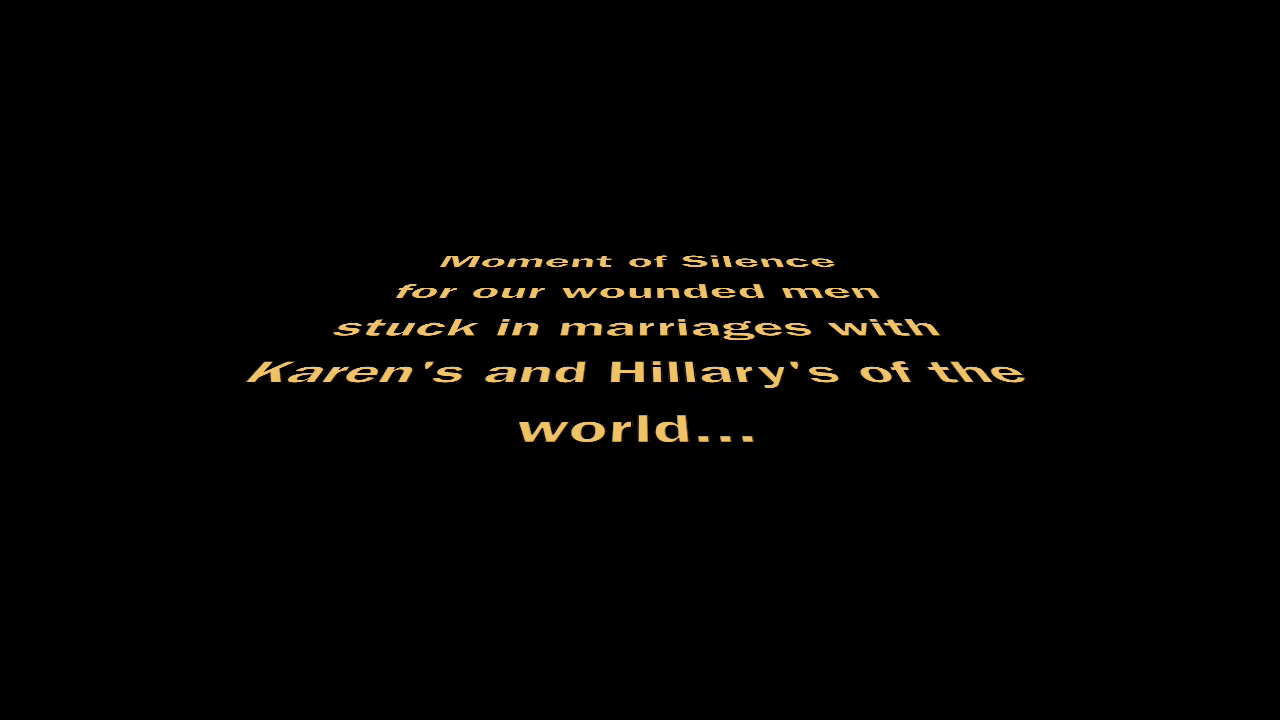 Moment of Silence
for our wounded men
stuck in marriages with
Karen's and Hillary's of the
world...